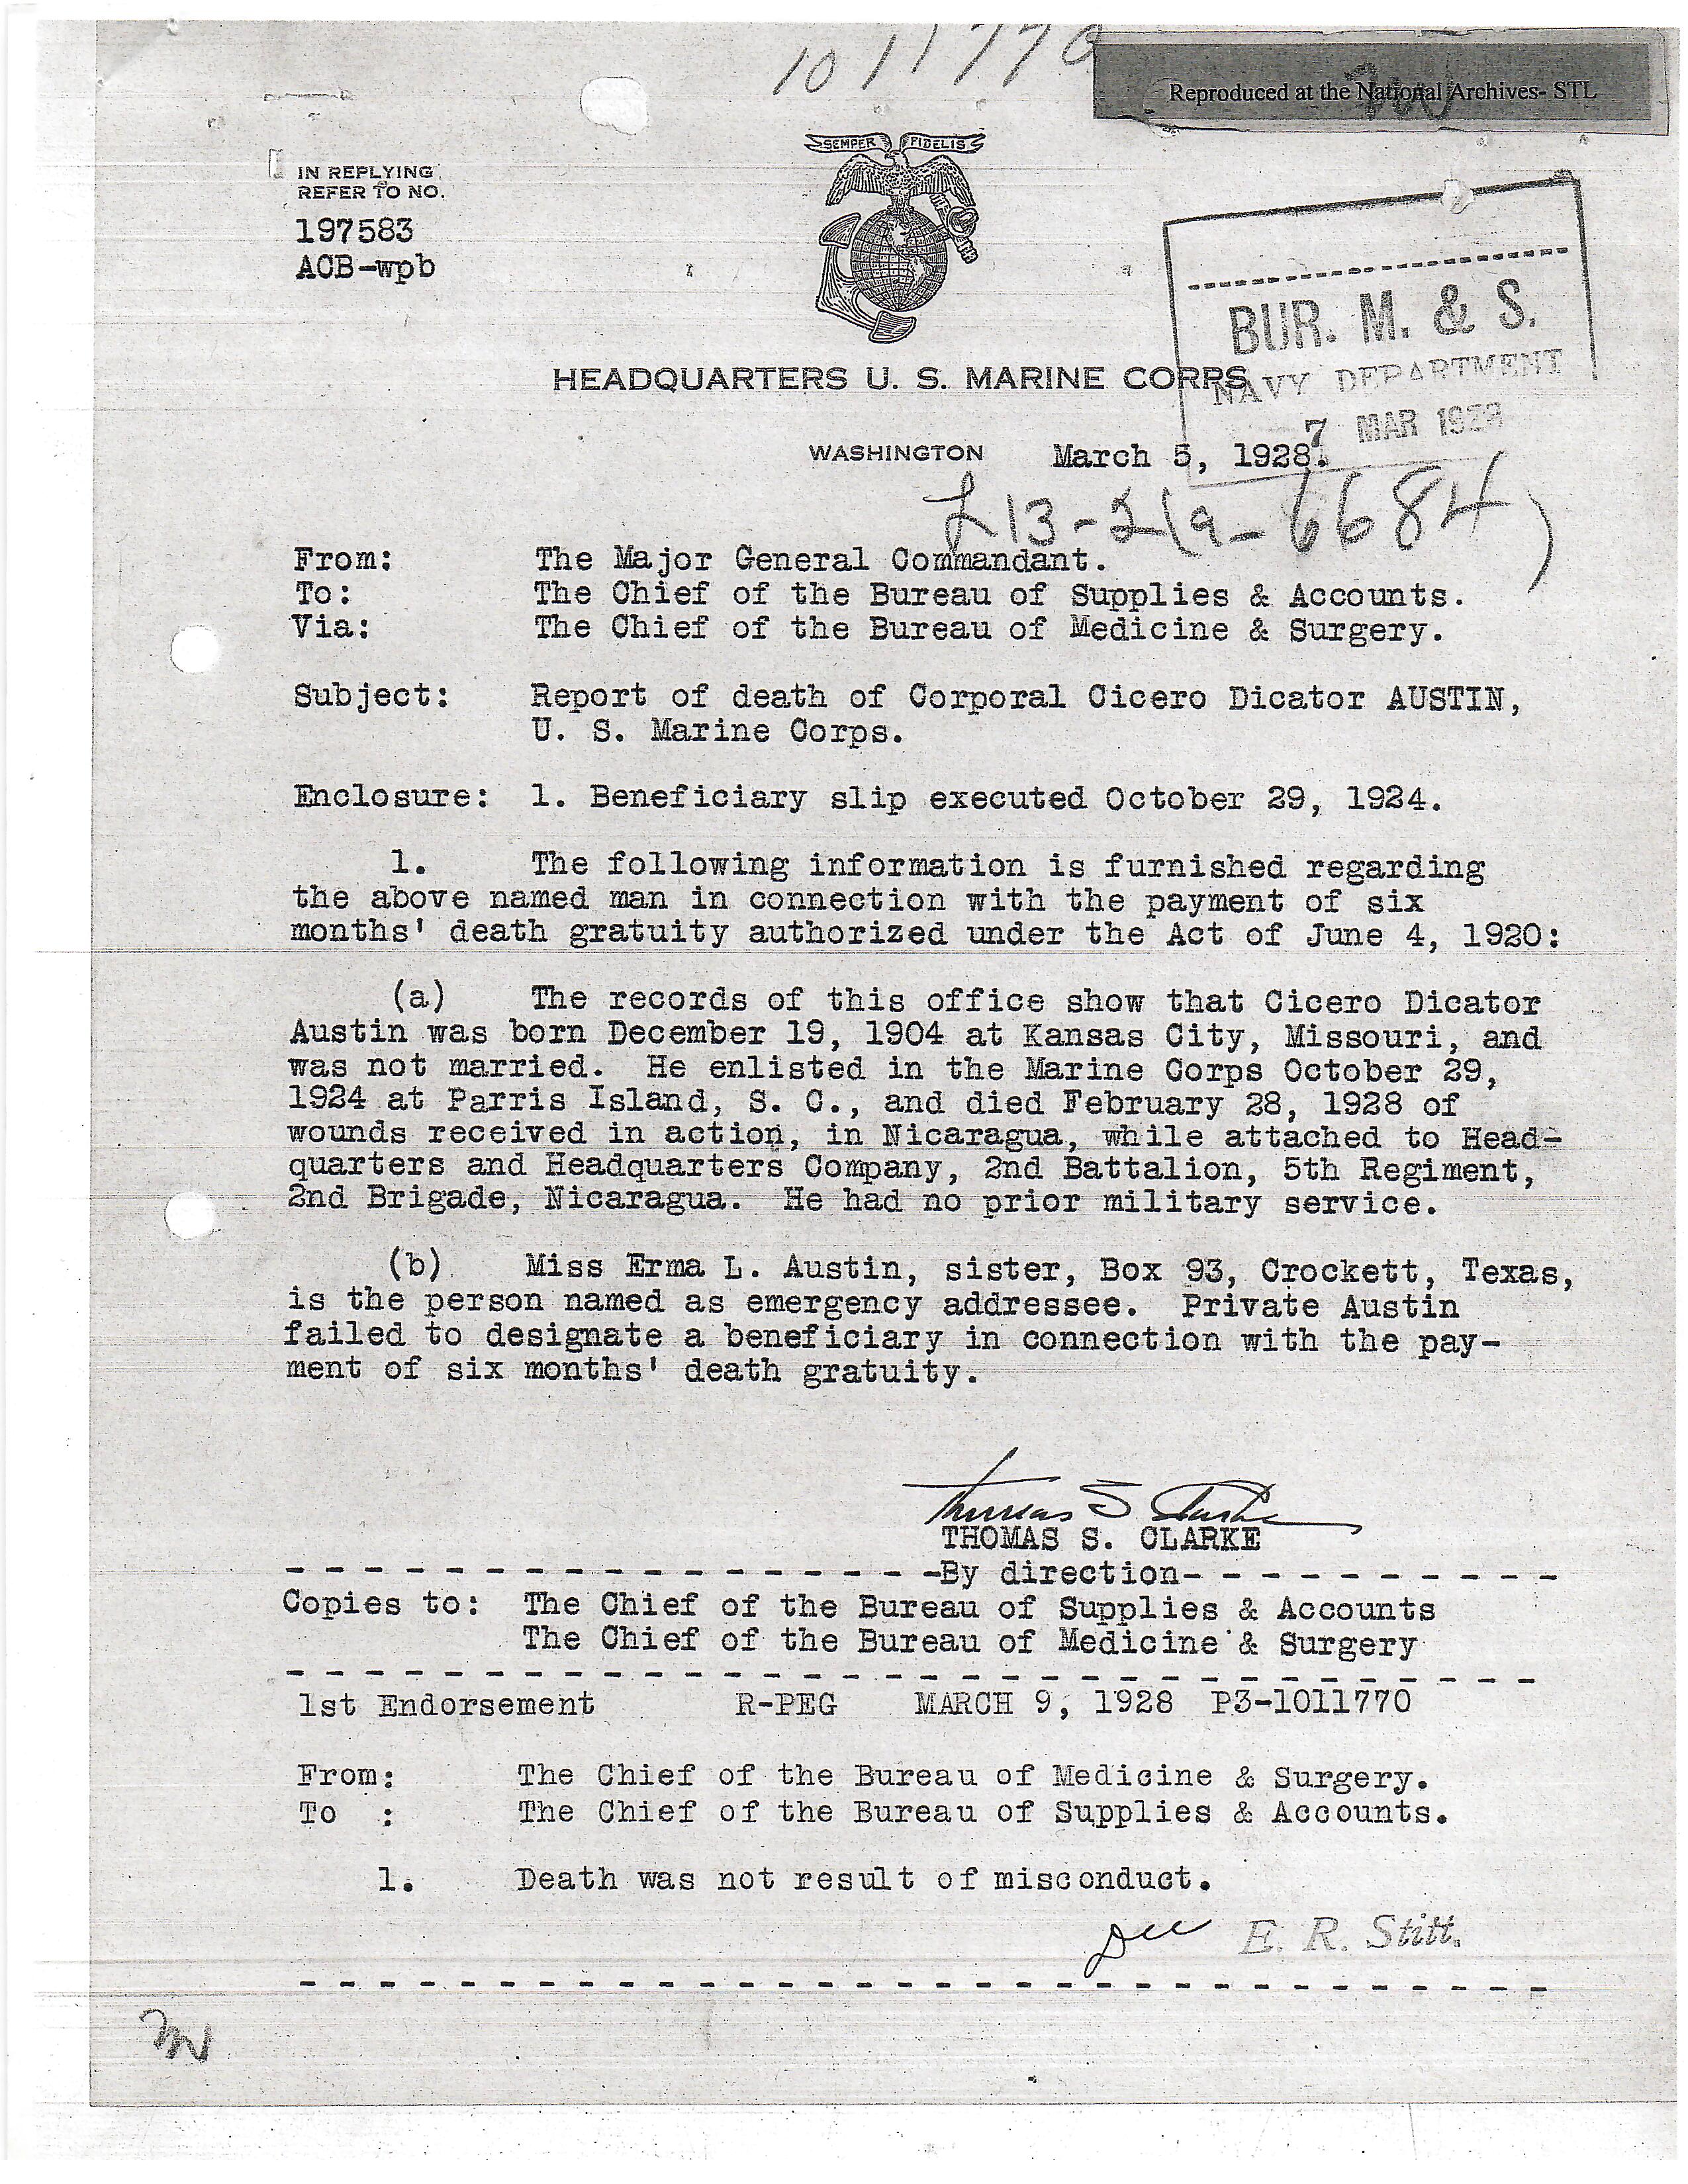 1011770
Reproduced at the National Archives- STL
SEMPER FIDELIS
IN REPLYING
REFER TO NO.
197583
ACB-wpb
BUR. M. & S.
NAVY DEPARTMENT
7 MAR 1928
HEADQUARTERS U. S. MARINE CORPS
WASHINGTON March 5, 1928.
L13-2(a-6684)
From: The Major General Commandant.
To: The Chief of the Bureau of Supplies & Accounts.
Via: The Chief of the Bureau of Medicine & Surgery.
Subject: Report of death of Corporal Cicero Dicator AUSTIN,
U. S. Marine Corps.
Enclosure: 1. Beneficiary slip executed October 29, 1924.
1. The following information is furnished regarding
the above named man in connection with the payment of six
months' death gratuity authorized under the Act of June 4, 1920:
(a) The records of this office show that Cicero Dicator
Austin was born December 19, 1904 at Kansas City, Missouri, and
was not married. He enlisted in the Marine Corps October 29,
1924 at Parris Island, S. C., and died February 28, 1928 of
wounds received in action, in Nicaragua, while attached to Head-
quarters and Headquarters Company, 2nd Battalion, 5th Regiment,
2nd Brigade, Nicaragua. He had no prior military service.
(b) Miss Erma L. Austin, sister, Box 93, Crockett, Texas,
is the person named as emergency addressee. Private Austin
failed to designate a beneficiary in connection with the pay-
ment of six months' death gratuity.
Thomas S. Clarke
THOMAS S. CLARKE
- - - - - - - - - - - - - - - - - -By direction- - - - - - - - - -
Copies to: The Chief of the Bureau of Supplies & Accounts
The Chief of the Bureau of Medicine & Surgery
1st Endorsement R-PEG MARCH 9, 1928 P3-1011770
From: The Chief of the Bureau of Medicine & Surgery.
To : The Chief of the Bureau of Supplies & Accounts.
1. Death was not result of misconduct.
E. R. Stitt.